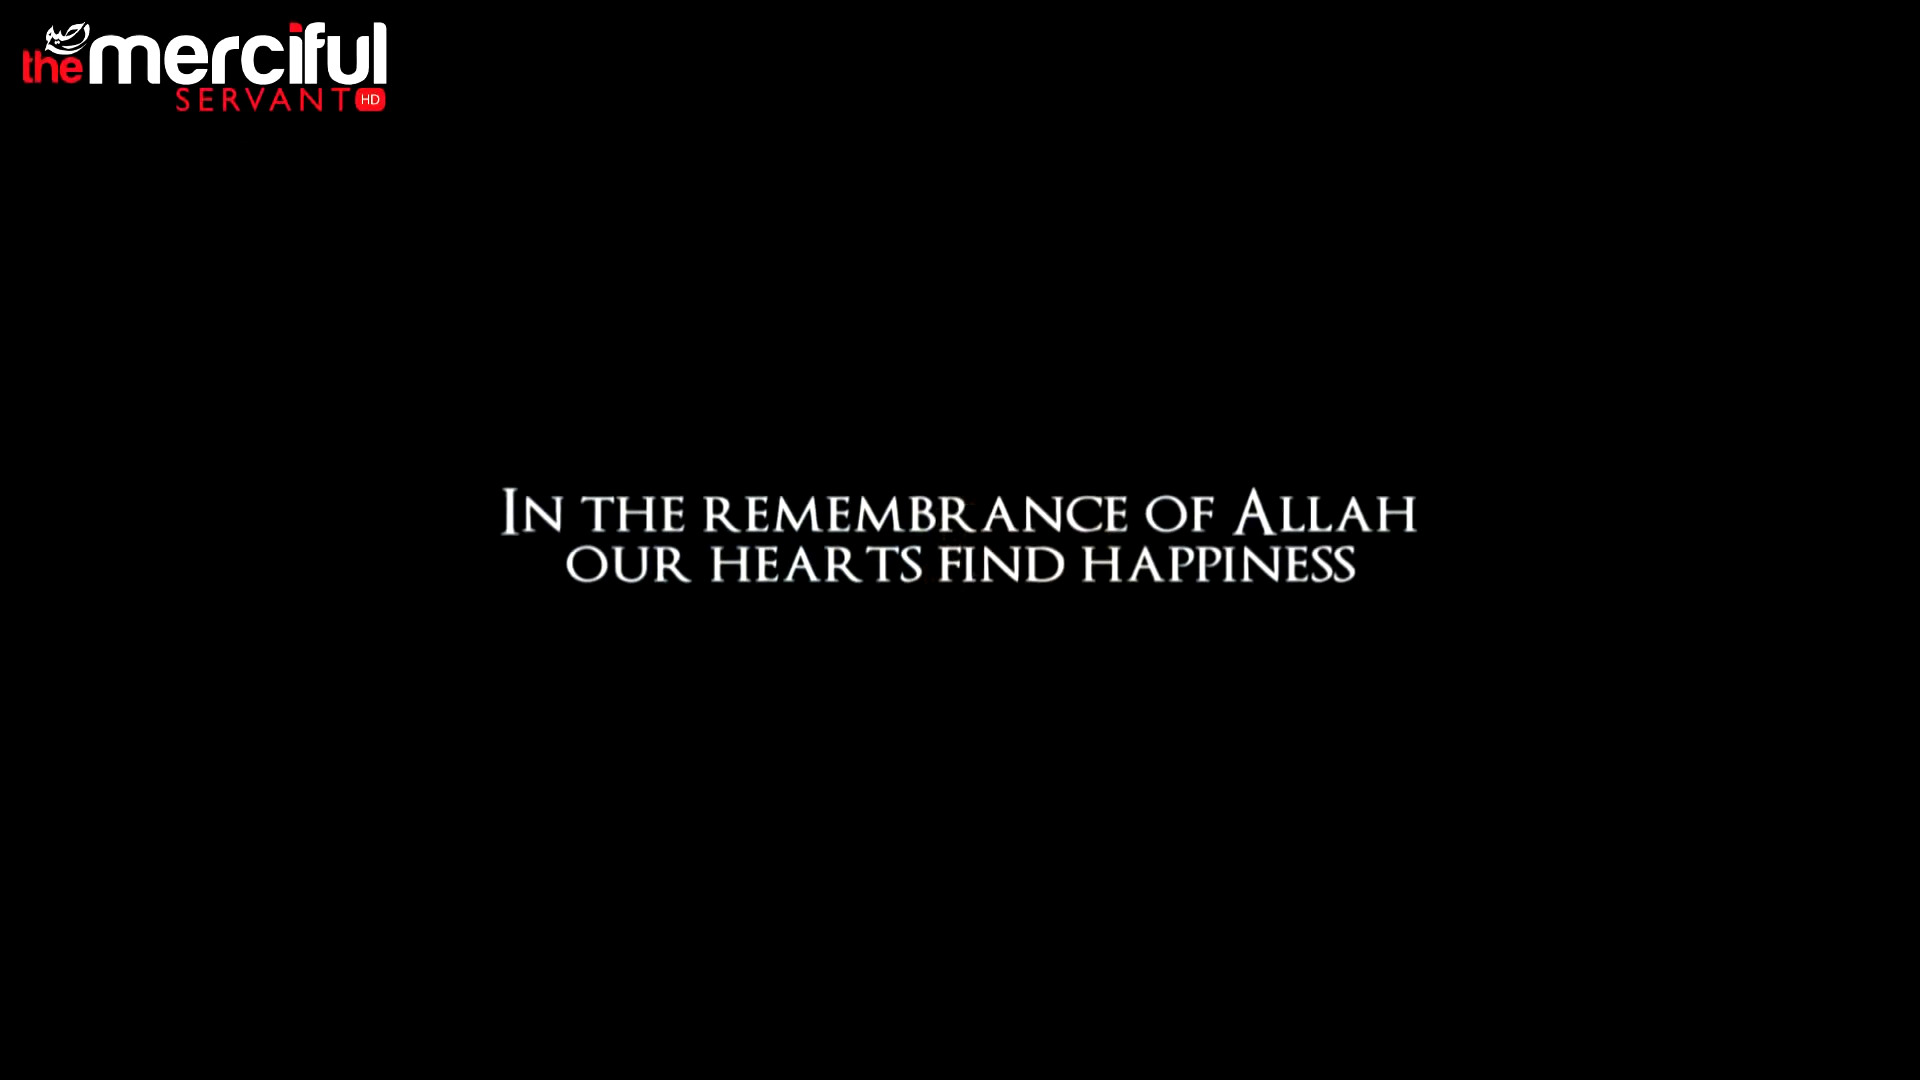 the merciful
SERVANT HD
IN THE REMEMBRANCE OF ALLAH
OUR HEARTS FIND HAPPINESS